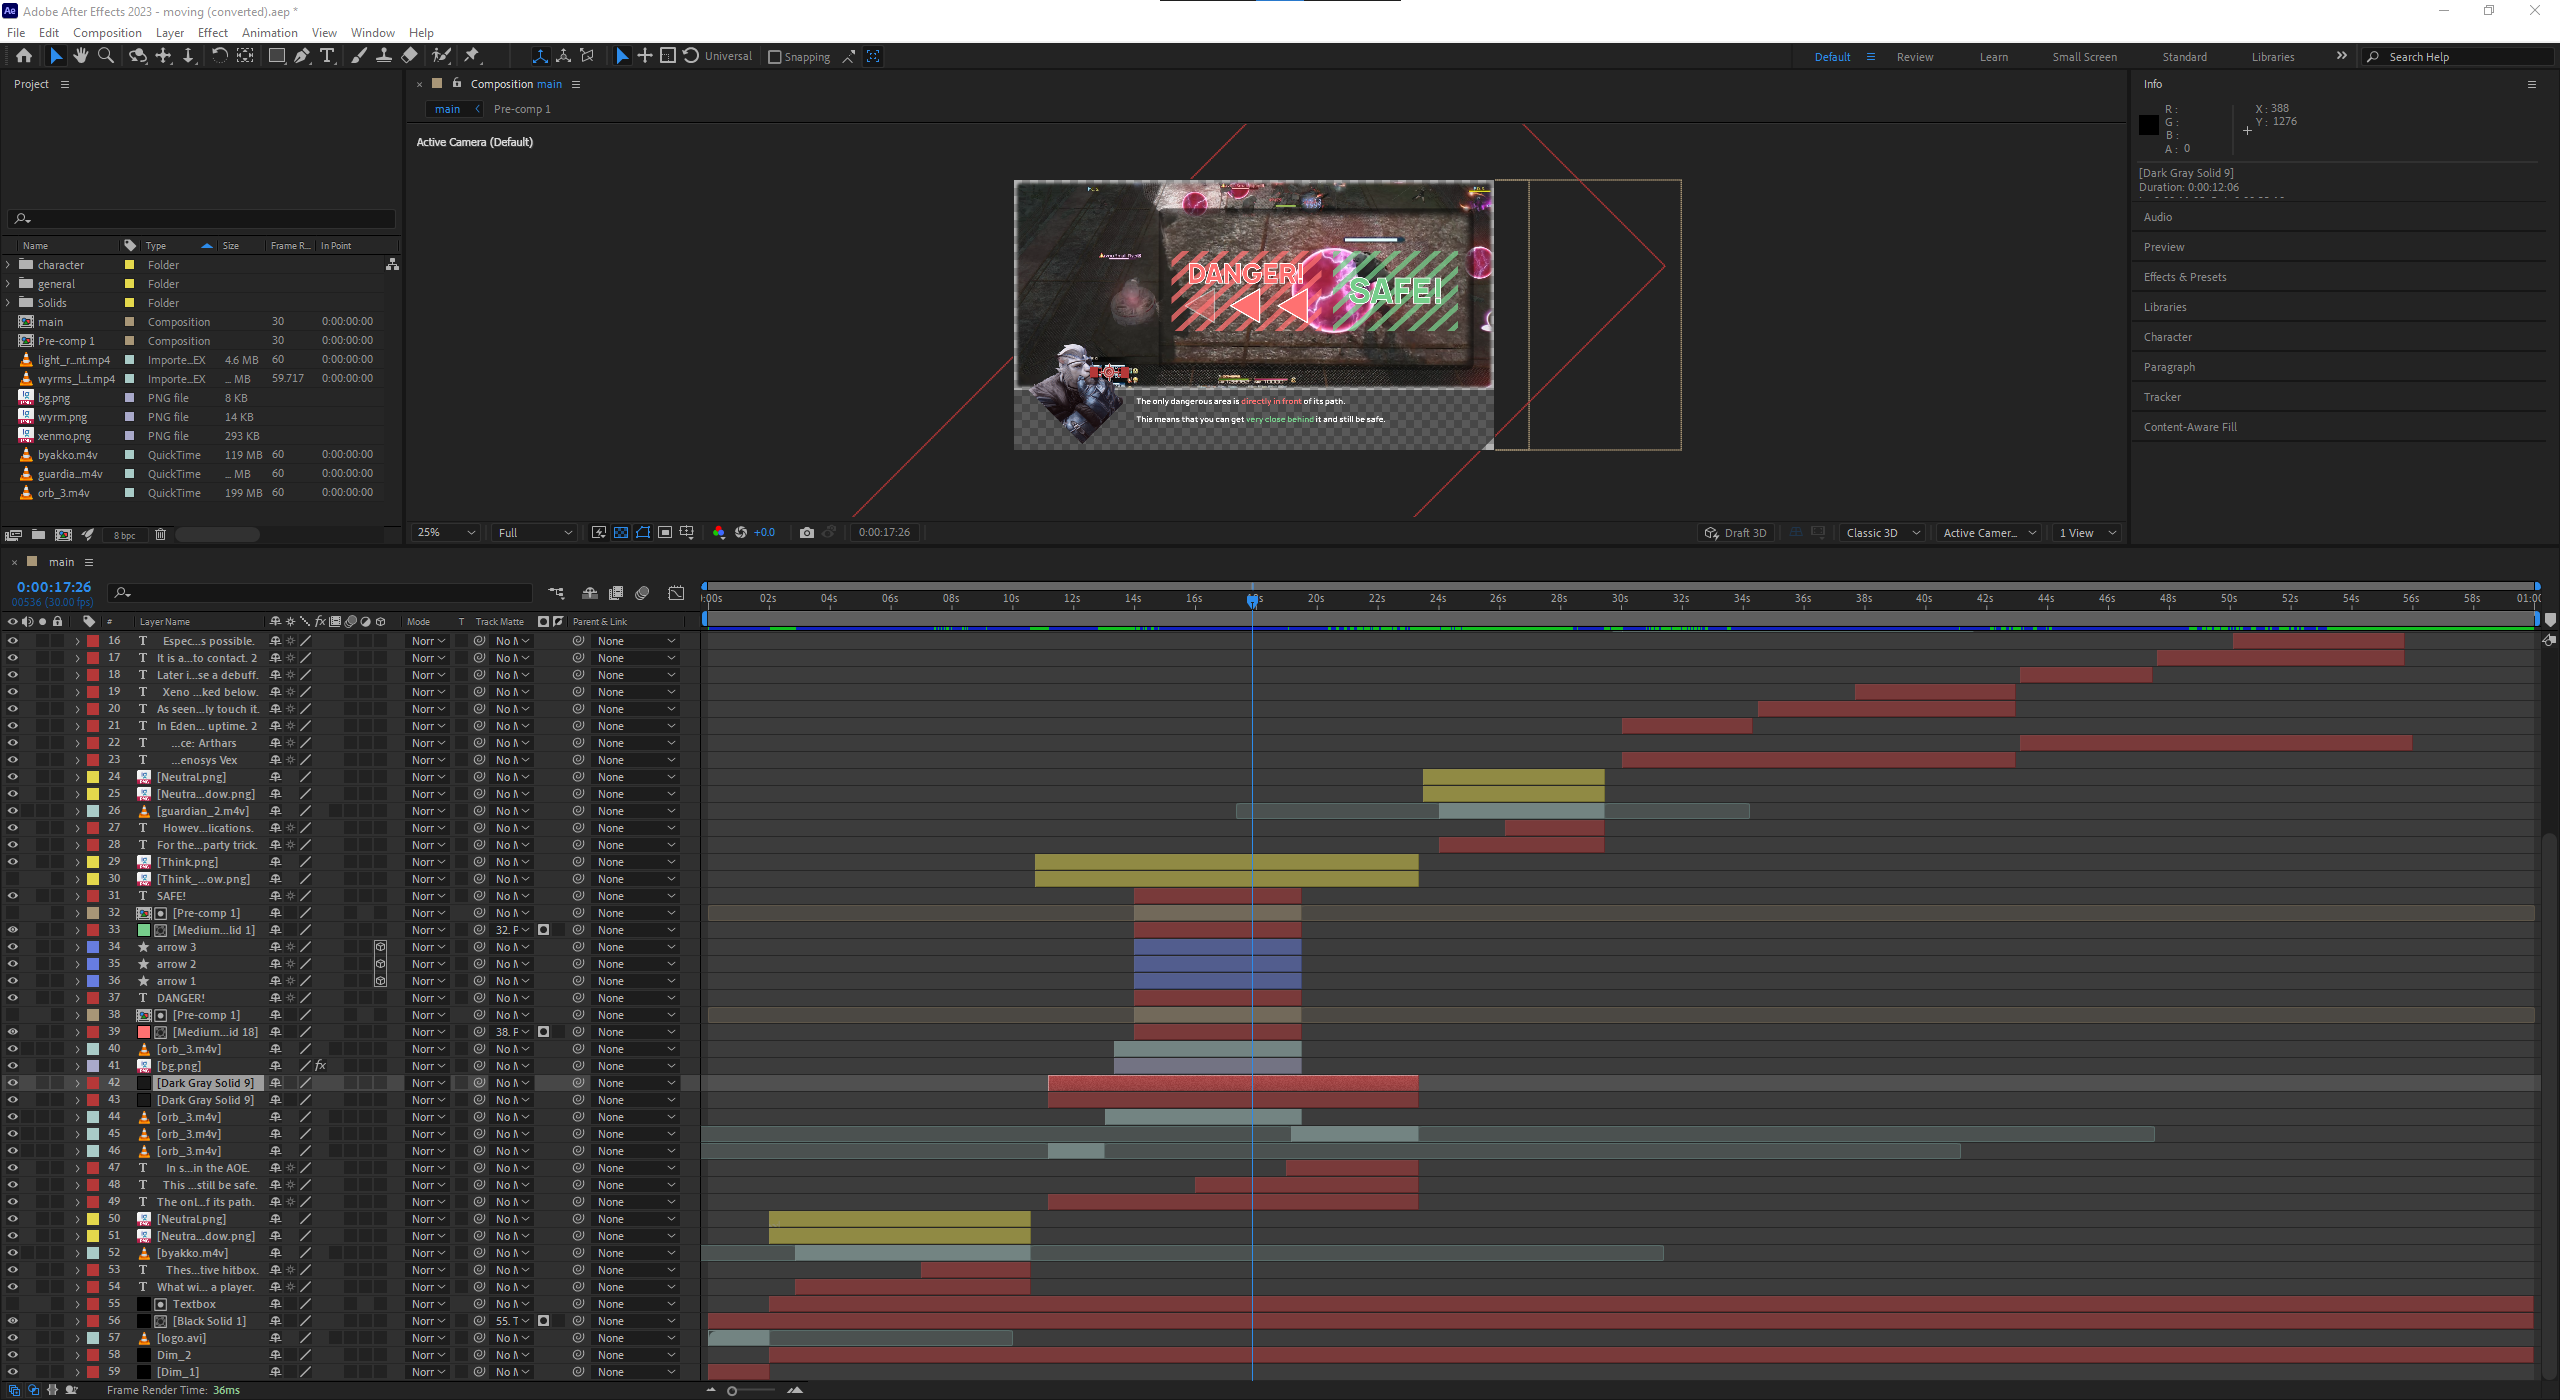 Adobe After Effects 2023 - moving (converted).aep *
File Edit Composition Layer Effect Animation View Window Help
Universal Snapping Default Review Learn Small Screen Standard Libraries Search Help
Project
Name Type Size Frame R... In Point
character Folder
general Folder
Solids Folder
main Composition 30 0:00:00:00
Pre-comp 1 Composition 30 0:00:00:00
light_r...nt.mp4 Importe...EX 4.6 MB 60 0:00:00:00
wyrms_l...t.mp4 Importe...EX ... MB 59.717 0:00:00:00
bg.png PNG file 8 KB
wyrm.png PNG file 14 KB
xenmo.png PNG file 293 KB
byakko.m4v QuickTime 119 MB 60 0:00:00:00
guardia...m4v QuickTime ... MB 60 0:00:00:00
orb_3.m4v QuickTime 199 MB 60 0:00:00:00
8 bpc
Composition main
main Pre-comp 1
Active Camera (Default)
DANGER!
SAFE!
The only dangerous area is directly in front of its path.
This means that you can get very close behind it and still be safe.
25% Full +0.0 0:00:17:26 Draft 3D Classic 3D Active Camer... 1 View
Info
R :
G :
B :
A : 0
X : 388
Y : 1276
[Dark Gray Solid 9]
Duration: 0:00:12:06
Audio
Preview
Effects & Presets
Libraries
Character
Paragraph
Tracker
Content-Aware Fill
main
0:00:17:26
00536 (30.00 fps)
:00s 02s 04s 06s 08s 10s 12s 14s 16s 20s 22s 24s 26s 28s 30s 32s 34s 36s 38s 40s 42s 44s 46s 48s 50s 52s 54s 56s 58s 01:00
# Layer Name Mode T Track Matte Parent & Link
16 T Espec...s possible. Norr No M None
17 T It is a...to contact. 2 Norr No M None
18 T Later i...se a debuff. Norr No M None
19 T Xeno ...ked below. Norr No M None
20 T As seen...ly touch it. Norr No M None
21 T In Eden... uptime. 2 Norr No M None
22 T ...ce: Arthars Norr No M None
23 T ...enosys Vex Norr No M None
24 [Neutral.png] Norr No M None
25 [Neutra...dow.png] Norr No M None
26 [guardian_2.m4v] Norr No M None
27 T Howev...lications. Norr No M None
28 T For the...party trick. Norr No M None
29 [Think.png] Norr No M None
30 [Think_...ow.png] Norr No M None
31 T SAFE! Norr No M None
32 [Pre-comp 1] Norr No M None
33 [Medium...lid 1] Norr 32. P None
34 arrow 3 Norr No M None
35 arrow 2 Norr No M None
36 arrow 1 Norr No M None
37 T DANGER! Norr No M None
38 [Pre-comp 1] Norr No M None
39 [Medium...id 18] Norr 38. P None
40 [orb_3.m4v] Norr No M None
41 [bg.png] fx Norr No M None
42 [Dark Gray Solid 9] Norr No M None
43 [Dark Gray Solid 9] Norr No M None
44 [orb_3.m4v] Norr No M None
45 [orb_3.m4v] Norr No M None
46 [orb_3.m4v] Norr No M None
47 T In s...in the AOE. Norr No M None
48 T This ...still be safe. Norr No M None
49 T The onl...f its path. Norr No M None
50 [Neutral.png] Norr No M None
51 [Neutra...dow.png] Norr No M None
52 [byakko.m4v] Norr No M None
53 T Thes...tive hitbox. Norr No M None
54 T What wi... a player. Norr No M None
55 Textbox Norr No M None
56 [Black Solid 1] Norr 55. T None
57 [logo.avi] Norr No M None
58 Dim_2 Norr No M None
59 [Dim_1] Norr No M None
Frame Render Time: 36ms